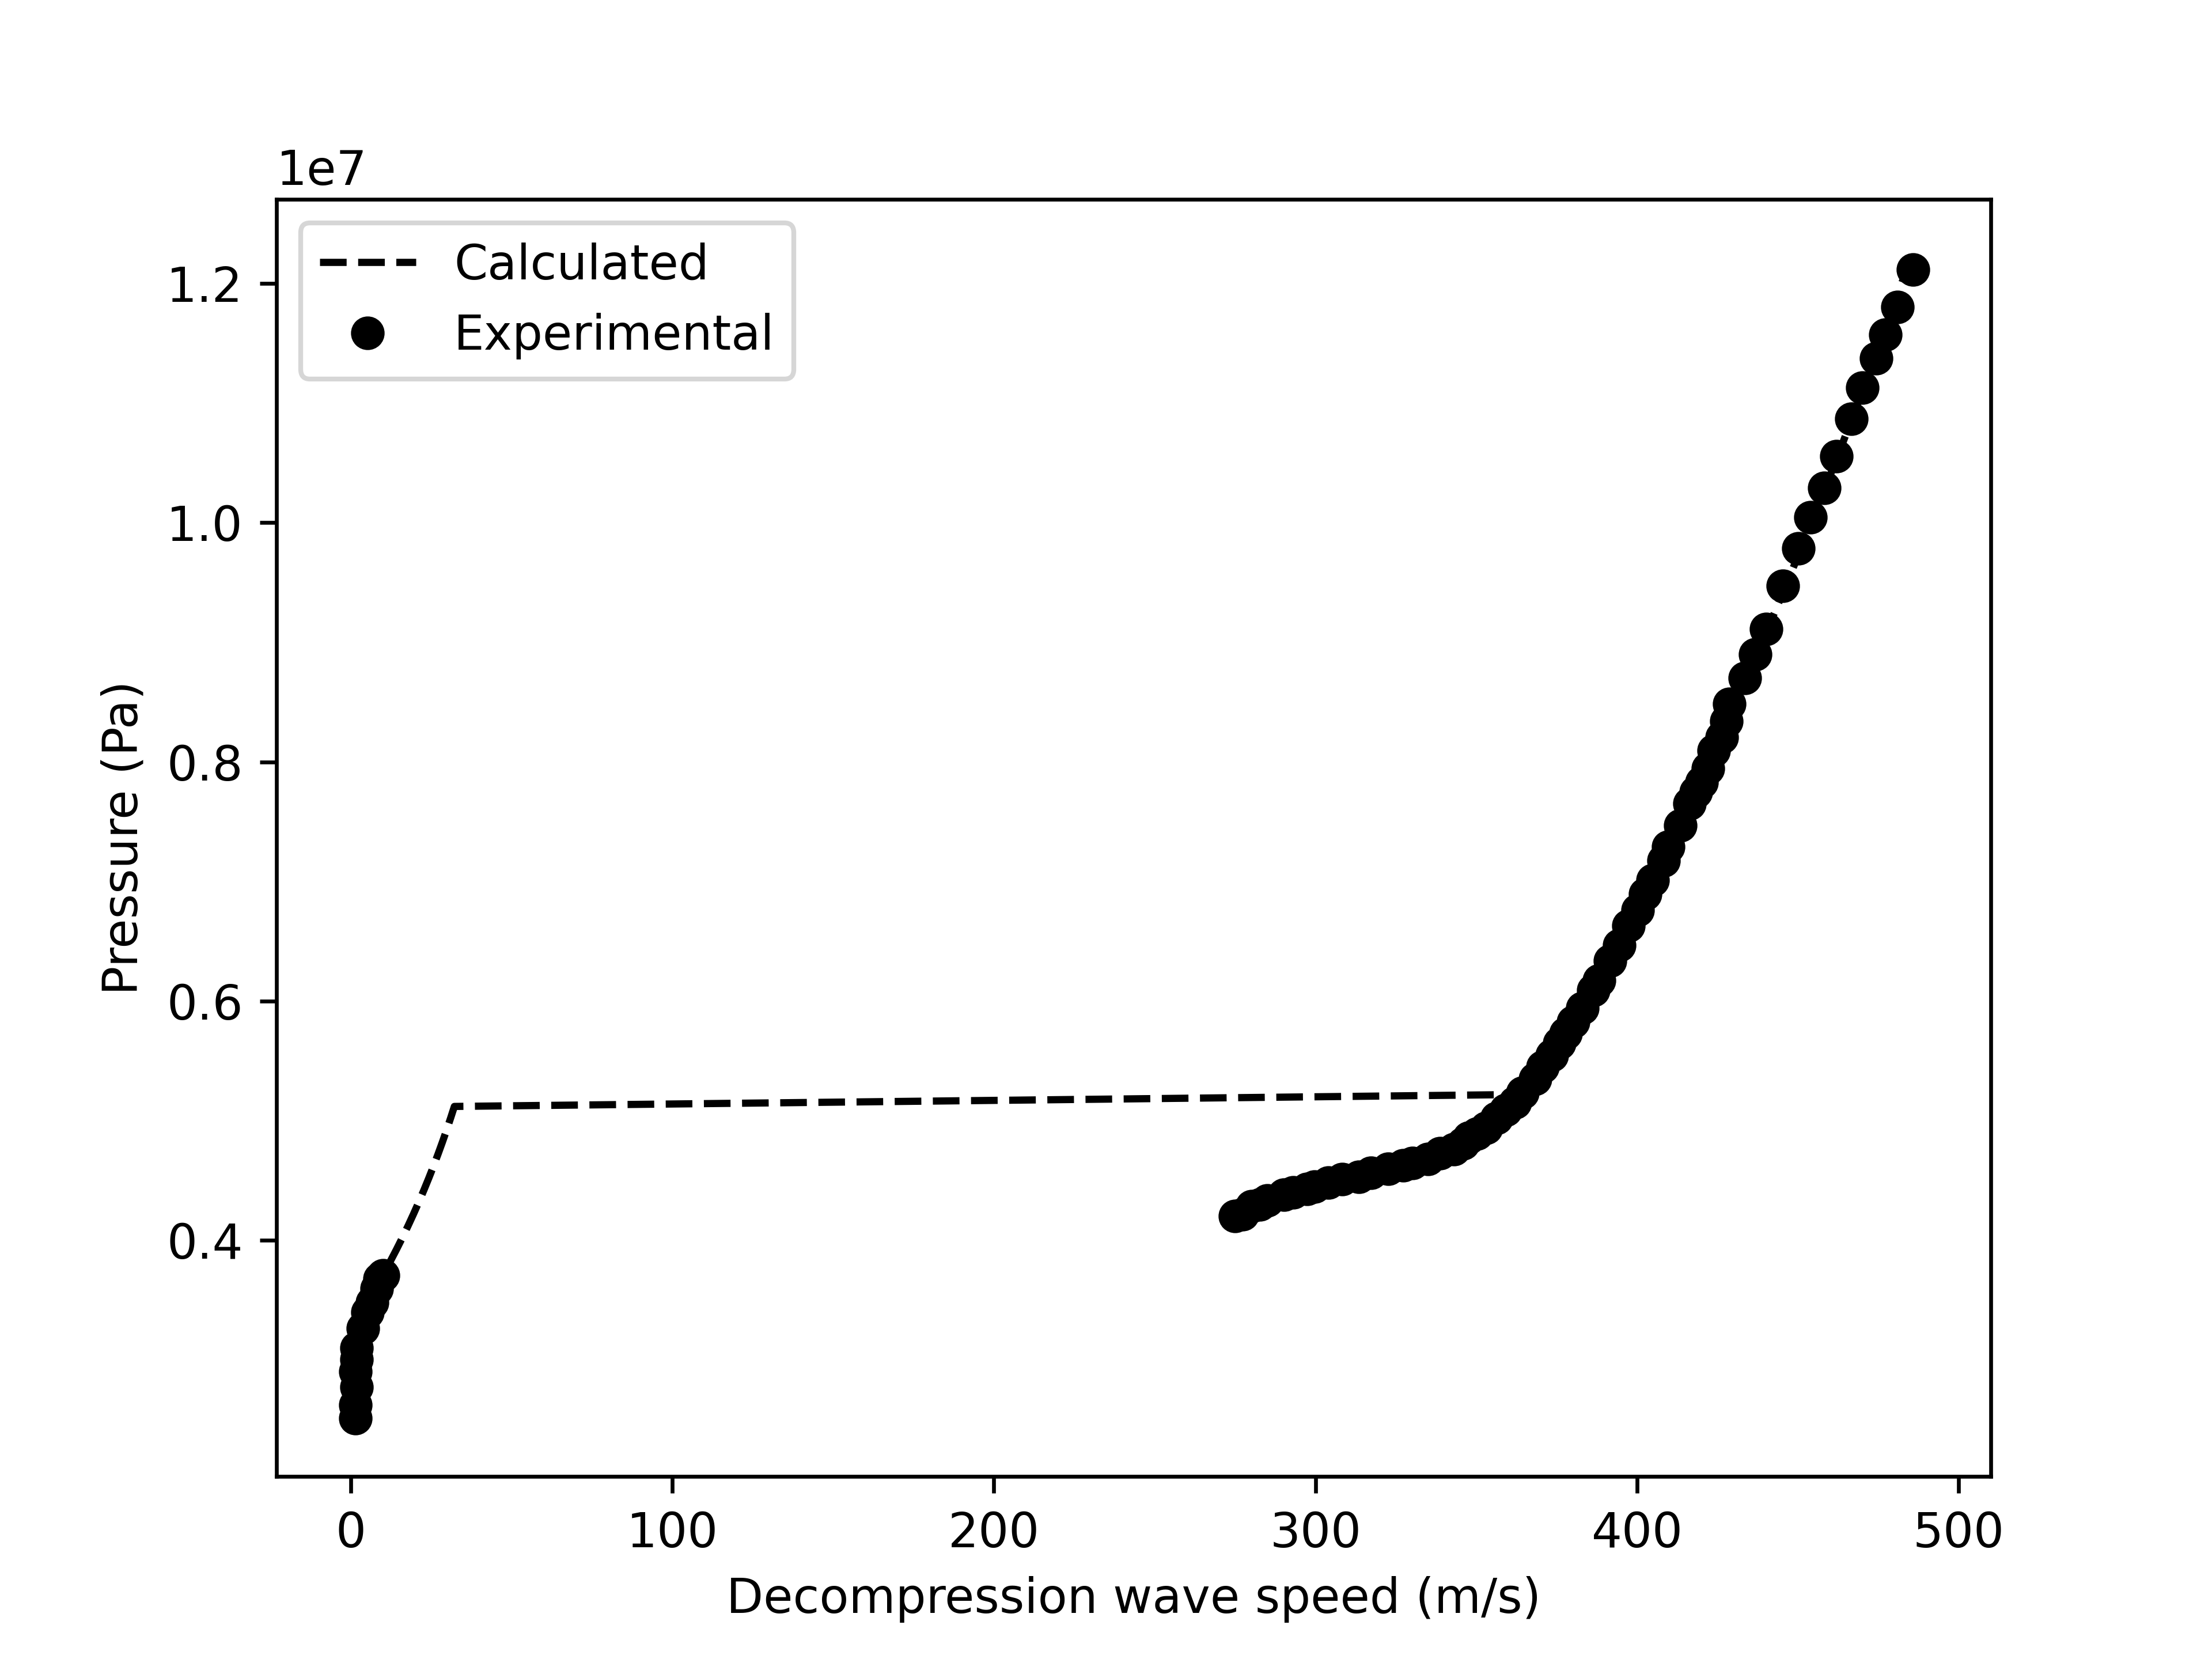 1e7
Calculated
Experimental
1.2
1.0
0.8
0.6
0.4
Pressure (Pa)
0 100 200 300 400 500
Decompression wave speed (m/s)